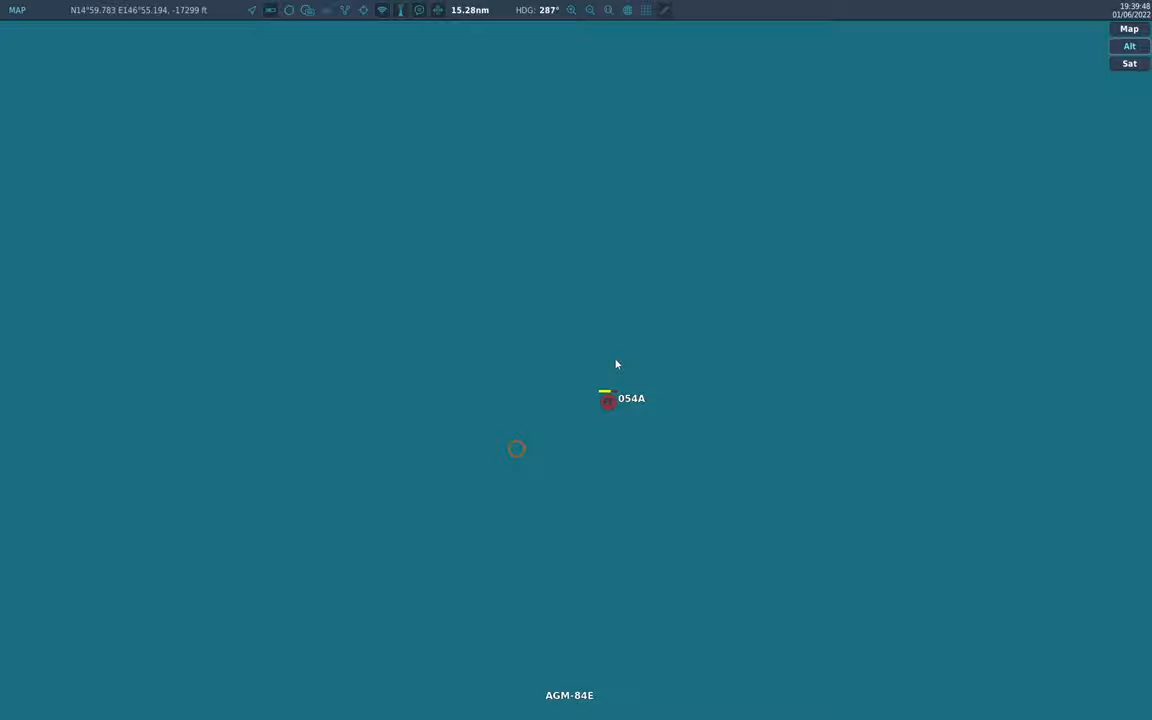 MAP N14°59.783 E146°55.194, -17299 ft 15.28nm HDG: 287° 19:39:48
01/06/2022
Map
Alt
Sat
054A
AGM-84E